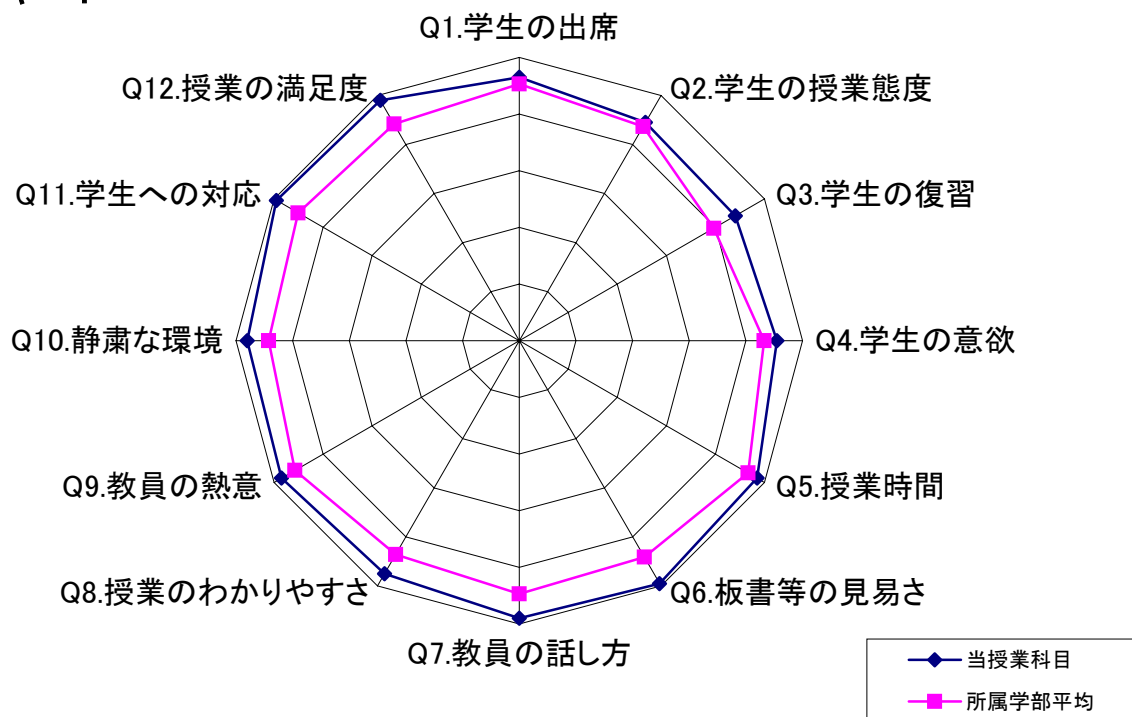 Q1.学生の出席
Q2.学生の授業態度
Q3.学生の復習
Q4.学生の意欲
Q5.授業時間
Q6.板書等の見易さ
Q7.教員の話し方
Q8.授業のわかりやすさ
Q9.教員の熱意
Q10.静粛な環境
Q11.学生への対応
Q12.授業の満足度
当授業科目
所属学部平均